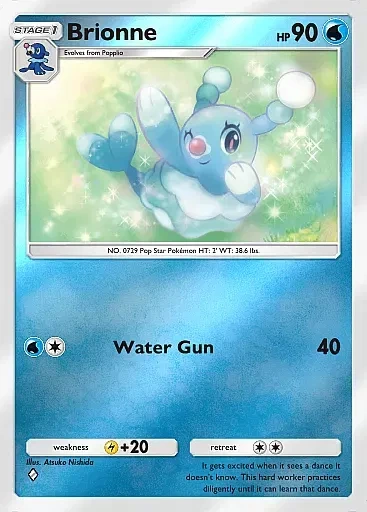 STAGE 1
Brionne
HP 90
Evolves from Popplio
NO. 0729 Pop Star Pokémon HT: 2' WT: 38.6 lbs.
Water Gun 40
weakness +20 retreat
Illus. Atsuko Nishida
It gets excited when it sees a dance it
doesn't know. This hard worker practices
diligently until it can learn that dance.